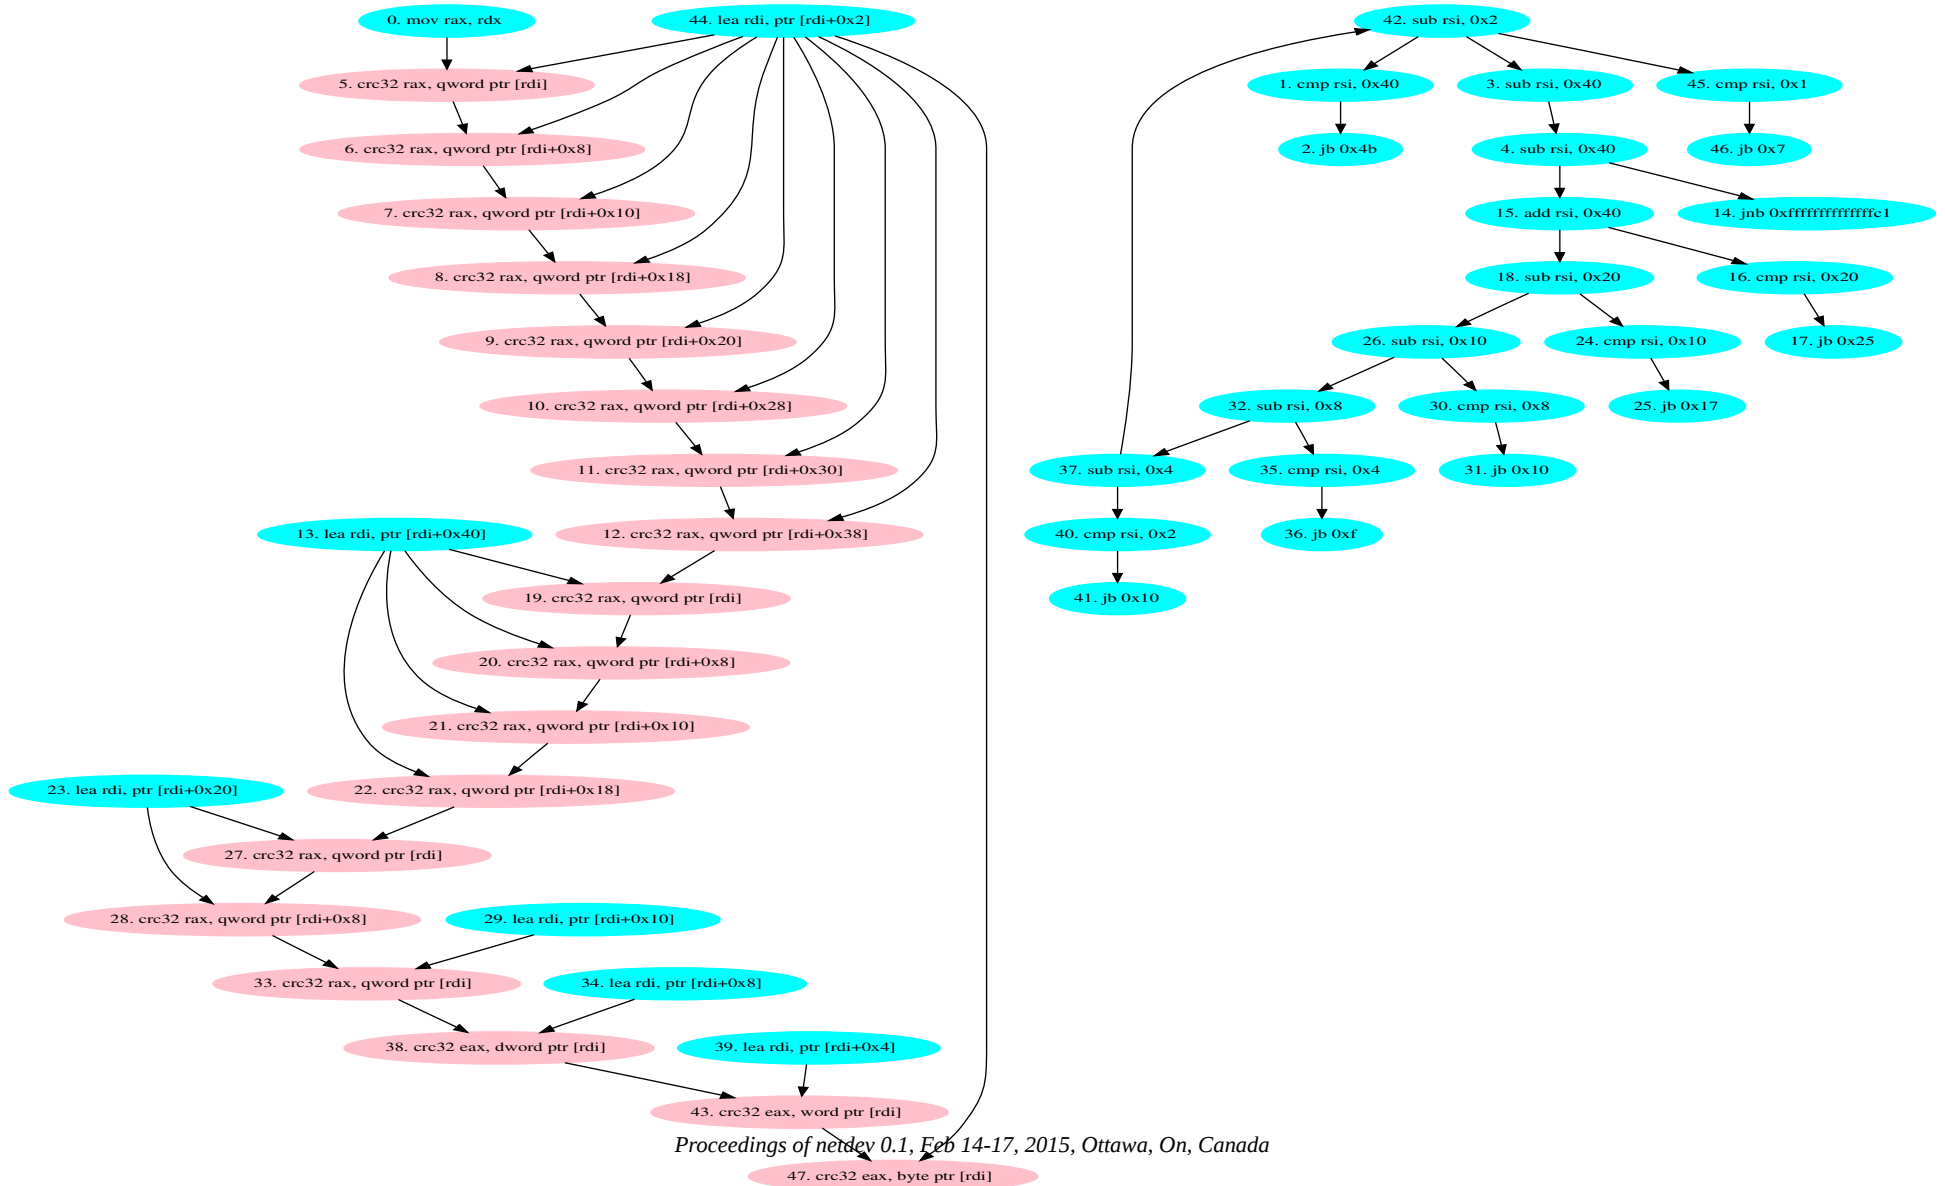 0. mov rax, rdx
44. lea rdi, ptr [rdi+0x2]
42. sub rsi, 0x2
5. crc32 rax, qword ptr [rdi]
1. cmp rsi, 0x40
3. sub rsi, 0x40
45. cmp rsi, 0x1
6. crc32 rax, qword ptr [rdi+0x8]
2. jb 0x4b
4. sub rsi, 0x40
46. jb 0x7
7. crc32 rax, qword ptr [rdi+0x10]
15. add rsi, 0x40
14. jnb 0xffffffffffffffc1
8. crc32 rax, qword ptr [rdi+0x18]
18. sub rsi, 0x20
16. cmp rsi, 0x20
9. crc32 rax, qword ptr [rdi+0x20]
26. sub rsi, 0x10
24. cmp rsi, 0x10
17. jb 0x25
10. crc32 rax, qword ptr [rdi+0x28]
32. sub rsi, 0x8
30. cmp rsi, 0x8
25. jb 0x17
11. crc32 rax, qword ptr [rdi+0x30]
37. sub rsi, 0x4
35. cmp rsi, 0x4
31. jb 0x10
13. lea rdi, ptr [rdi+0x40]
12. crc32 rax, qword ptr [rdi+0x38]
40. cmp rsi, 0x2
36. jb 0xf
19. crc32 rax, qword ptr [rdi]
41. jb 0x10
20. crc32 rax, qword ptr [rdi+0x8]
21. crc32 rax, qword ptr [rdi+0x10]
23. lea rdi, ptr [rdi+0x20]
22. crc32 rax, qword ptr [rdi+0x18]
27. crc32 rax, qword ptr [rdi]
28. crc32 rax, qword ptr [rdi+0x8]
29. lea rdi, ptr [rdi+0x10]
33. crc32 rax, qword ptr [rdi]
34. lea rdi, ptr [rdi+0x8]
38. crc32 eax, dword ptr [rdi]
39. lea rdi, ptr [rdi+0x4]
43. crc32 eax, word ptr [rdi]
Proceedings of netdev 0.1, Feb 14-17, 2015, Ottawa, On, Canada
47. crc32 eax, byte ptr [rdi]